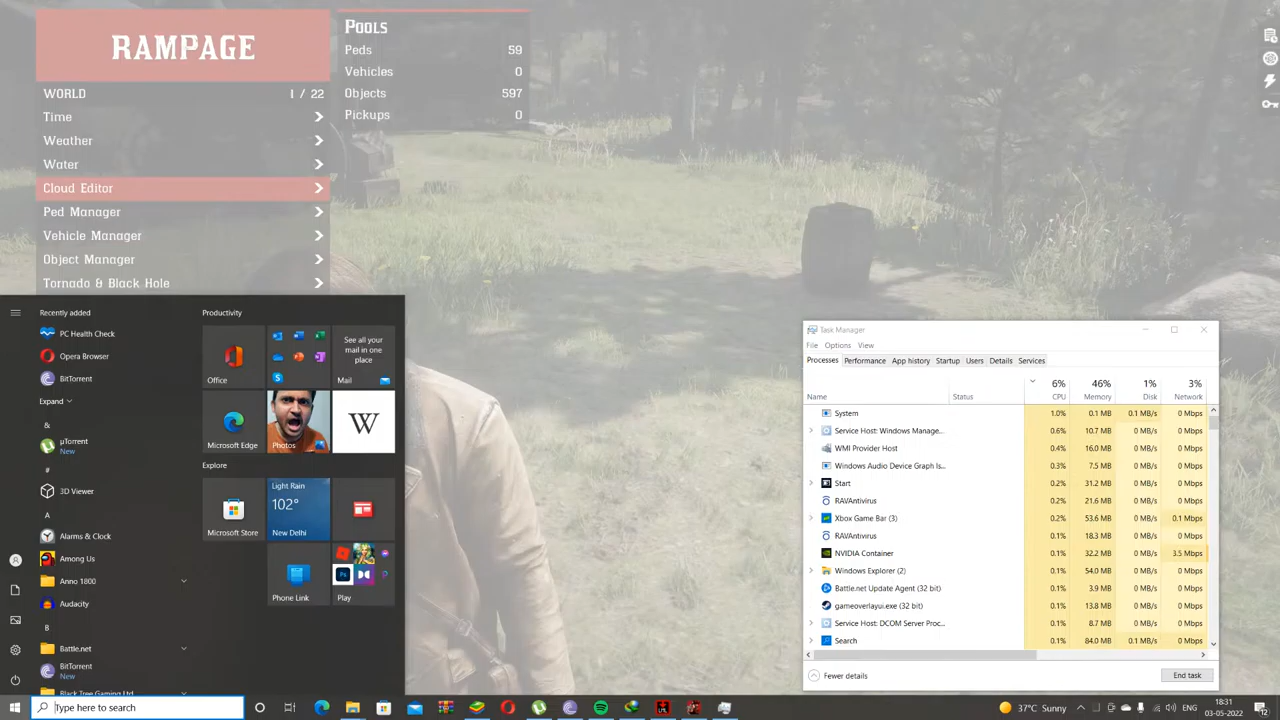 RAMPAGE
WORLD 1 / 22
Time
Weather
Water
Cloud Editor
Ped Manager
Vehicle Manager
Object Manager
Tornado & Black Hole
Pools
Peds 59
Vehicles 0
Objects 597
Pickups 0
Recently added
PC Health Check
Opera Browser
BitTorrent
Expand
&
µTorrent
New
#
3D Viewer
A
Alarms & Clock
Among Us
Anno 1800
Audacity
B
Battle.net
BitTorrent
New
Black Tree Gaming Ltd
Productivity
Office
See all your
mail in one
place
Mail
Microsoft Edge
Photos
W
Explore
Microsoft Store
Light Rain
102°
New Delhi
Phone Link
Play
Task Manager
File Options View
Processes Performance App history Startup Users Details Services
6% 46% 1% 3%
Name Status CPU Memory Disk Network
System 1.0% 0.1 MB 0.1 MB/s 0 Mbps
Service Host: Windows Manage... 0.6% 10.7 MB 0 MB/s 0 Mbps
WMI Provider Host 0.4% 16.0 MB 0 MB/s 0 Mbps
Windows Audio Device Graph Is... 0.3% 7.5 MB 0 MB/s 0 Mbps
Start 0.2% 31.2 MB 0 MB/s 0 Mbps
RAVAntivirus 0.2% 21.6 MB 0 MB/s 0 Mbps
Xbox Game Bar (3) 0.2% 53.6 MB 0 MB/s 0.1 Mbps
RAVAntivirus 0.2% 18.3 MB 0 MB/s 0 Mbps
NVIDIA Container 0.1% 32.2 MB 0 MB/s 3.5 Mbps
Windows Explorer (2) 0.1% 54.0 MB 0 MB/s 0 Mbps
Battle.net Update Agent (32 bit) 0.1% 3.9 MB 0 MB/s 0 Mbps
gameoverlayui.exe (32 bit) 0.1% 13.8 MB 0 MB/s 0 Mbps
Service Host: DCOM Server Proc... 0.1% 8.7 MB 0 MB/s 0 Mbps
Search 0.1% 84.0 MB 0.1 MB/s 0 Mbps
Fewer details End task
Type here to search
37°C Sunny
18:31
03-05-2022